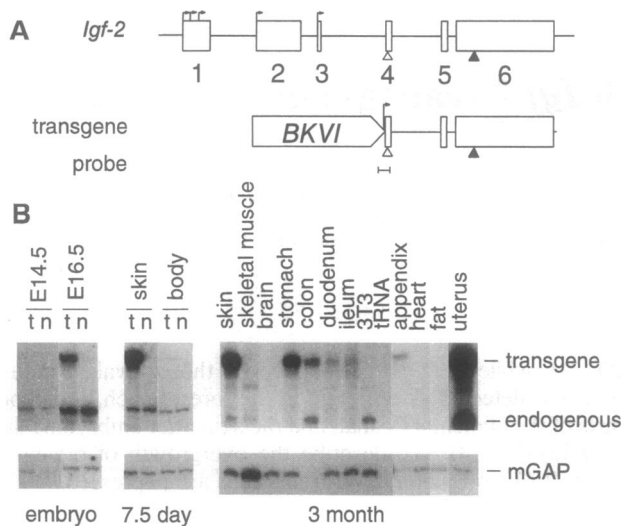 A
Igf-2
1 2 3 4 5 6
transgene
BKVI
probe
B
E14.5
E16.5
skin
body
t n t n
t n t n
skin
skeletal muscle
brain
stomach
colon
duodenum
ileum
3T3
tRNA
appendix
heart
fat
uterus
transgene
endogenous
mGAP
embryo
7.5 day
3 month